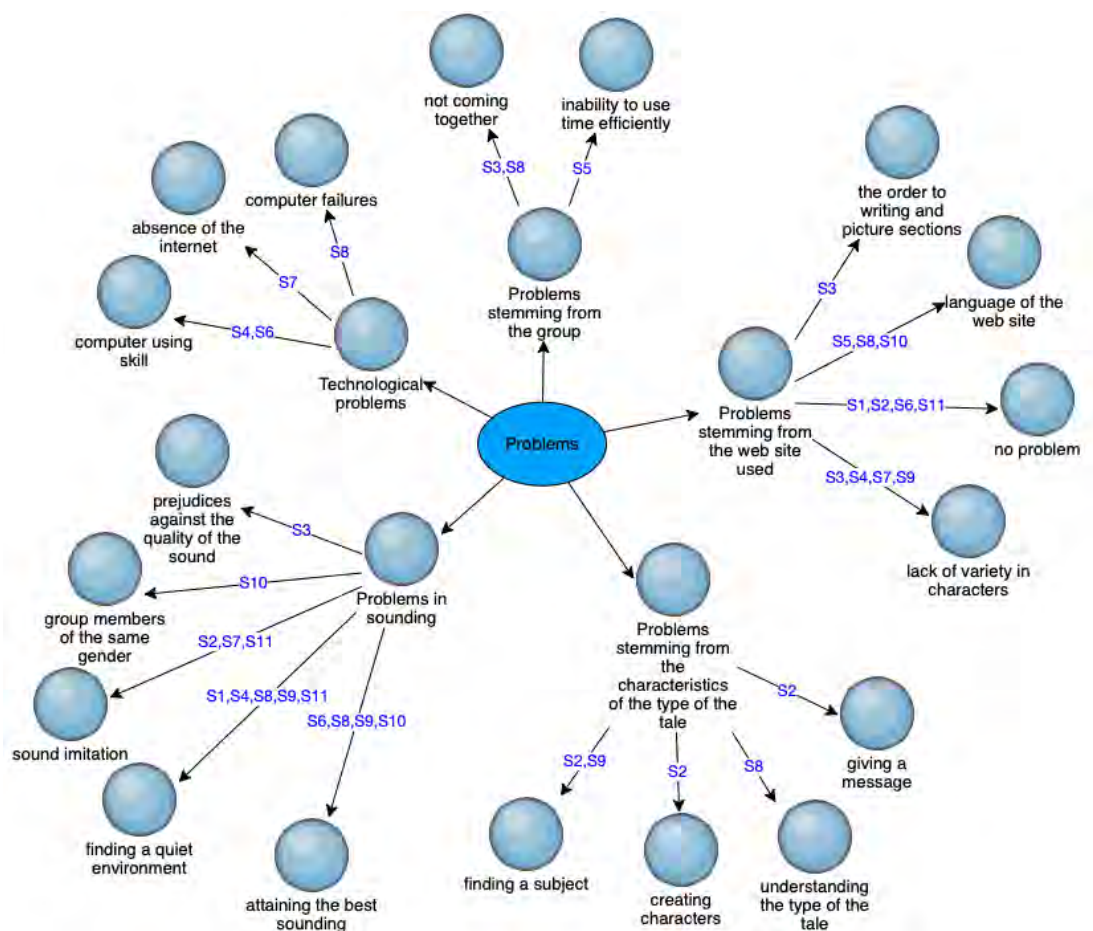 not coming
together
inability to use
time efficiently
S3,S8
S5
Problems
stemming from
the group
computer failures
absence of the
internet
computer using
skill
S8
S7
S4,S6
Technological
problems
the order to
writing and
picture sections
language of the
web site
no problem
lack of variety in
characters
S3
S5,S8,S10
S1,S2,S6,S11
S3,S4,S7,S9
Problems
stemming from
the web site
used
Problems
prejudices
against the
quality of the
sound
group members
of the same
gender
sound imitation
finding a quiet
environment
attaining the best
sounding
S3
S10
S2,S7,S11
S1,S4,S8,S9,S11
S6,S8,S9,S10
Problems in
sounding
Problems
stemming from
the
characteristics
of the type of the
tale
S2
S2,S9
S2
S8
giving a
message
finding a subject
creating
characters
understanding
the type of the
tale